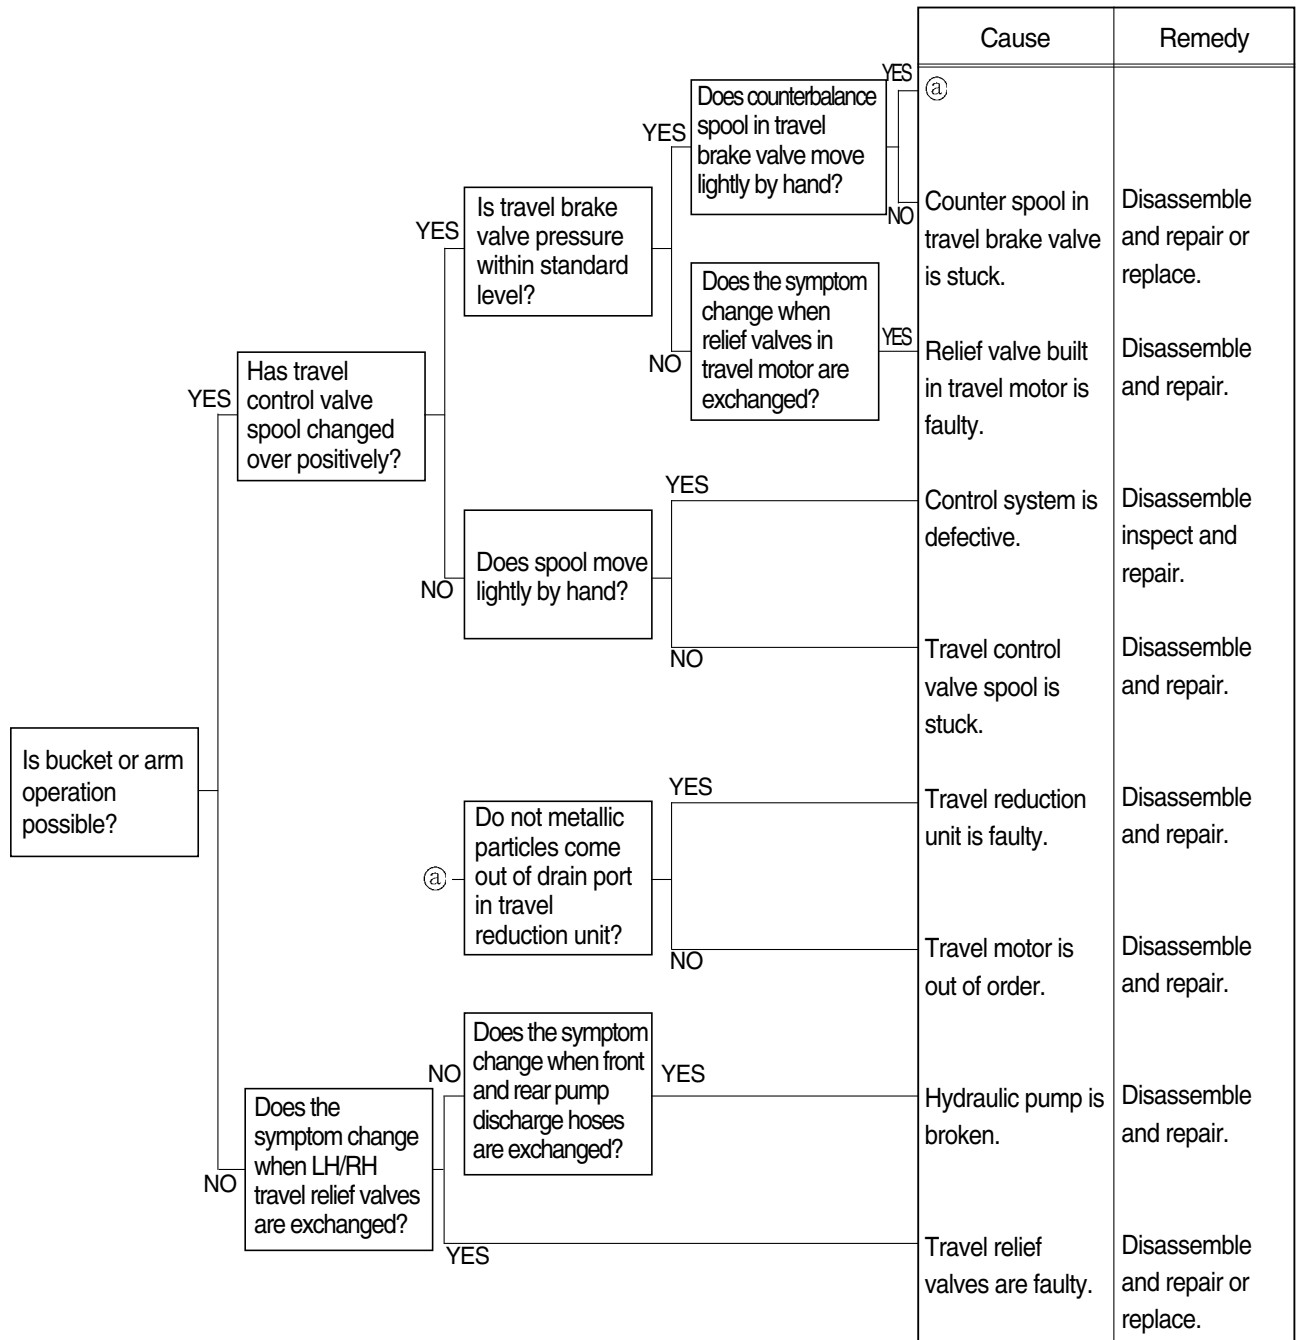 Cause
Remedy
Is bucket or arm
operation
possible?
YES
Has travel
control valve
spool changed
over positively?
YES
Is travel brake
valve pressure
within standard
level?
YES
Does counterbalance
spool in travel
brake valve move
lightly by hand?
YES
ⓐ
NO
Counter spool in
travel brake valve
is stuck.
Disassemble
and repair or
replace.
NO
Does the symptom
change when
relief valves in
travel motor are
exchanged?
YES
Relief valve built
in travel motor is
faulty.
Disassemble
and repair.
NO
Does spool move
lightly by hand?
YES
Control system is
defective.
Disassemble
inspect and
repair.
NO
Travel control
valve spool is
stuck.
Disassemble
and repair.
ⓐ
Do not metallic
particles come
out of drain port
in travel
reduction unit?
YES
Travel reduction
unit is faulty.
Disassemble
and repair.
NO
Travel motor is
out of order.
Disassemble
and repair.
NO
Does the
symptom change
when LH/RH
travel relief valves
are exchanged?
NO
Does the symptom
change when front
and rear pump
discharge hoses
are exchanged?
YES
Hydraulic pump is
broken.
Disassemble
and repair.
YES
Travel relief
valves are faulty.
Disassemble
and repair or
replace.